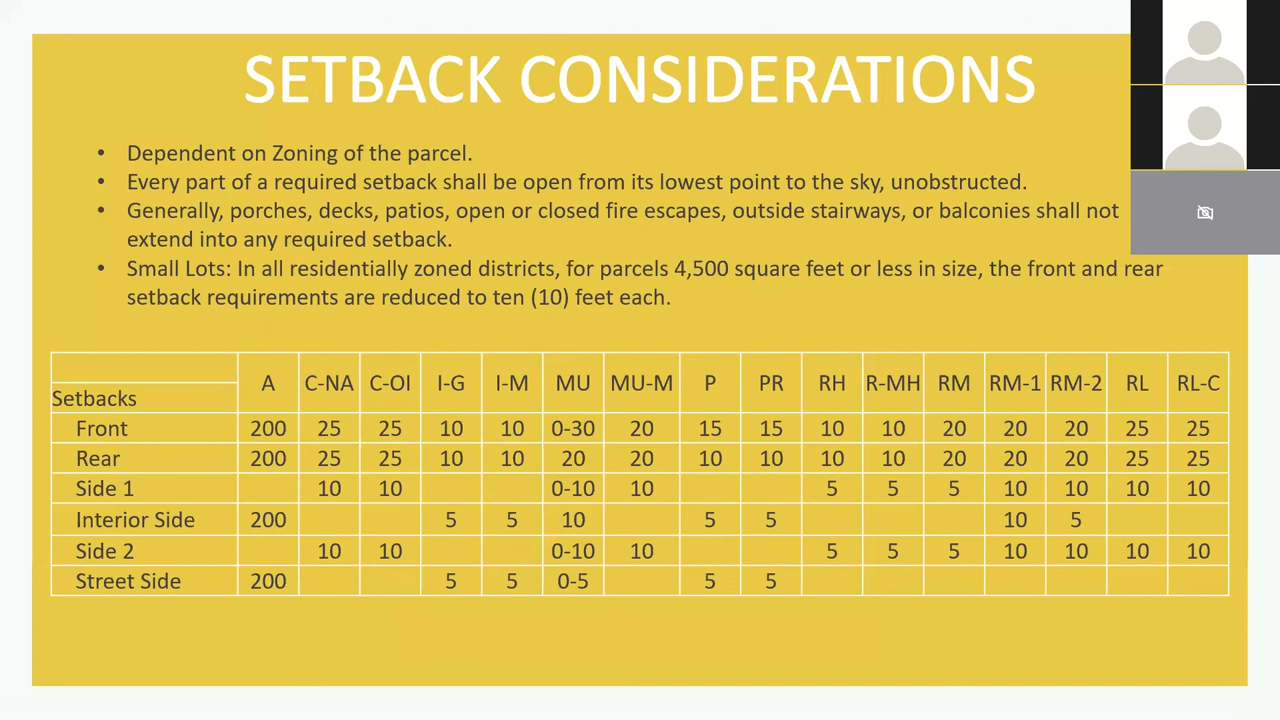 SETBACK CONSIDERATIONS
• Dependent on Zoning of the parcel.
• Every part of a required setback shall be open from its lowest point to the sky, unobstructed.
• Generally, porches, decks, patios, open or closed fire escapes, outside stairways, or balconies shall not
extend into any required setback.
• Small Lots: In all residentially zoned districts, for parcels 4,500 square feet or less in size, the front and rear
setback requirements are reduced to ten (10) feet each.
Setbacks A C-NA C-OI I-G I-M MU MU-M P PR RH R-MH RM RM-1 RM-2 RL RL-C
Front 200 25 25 10 10 0-30 20 15 15 10 10 20 20 20 25 25
Rear 200 25 25 10 10 20 20 10 10 10 10 20 20 20 25 25
Side 1 10 10 0-10 10 5 5 5 10 10 10 10
Interior Side 200 5 5 10 5 5 10 5
Side 2 10 10 0-10 10 5 5 5 10 10 10 10
Street Side 200 5 5 0-5 5 5